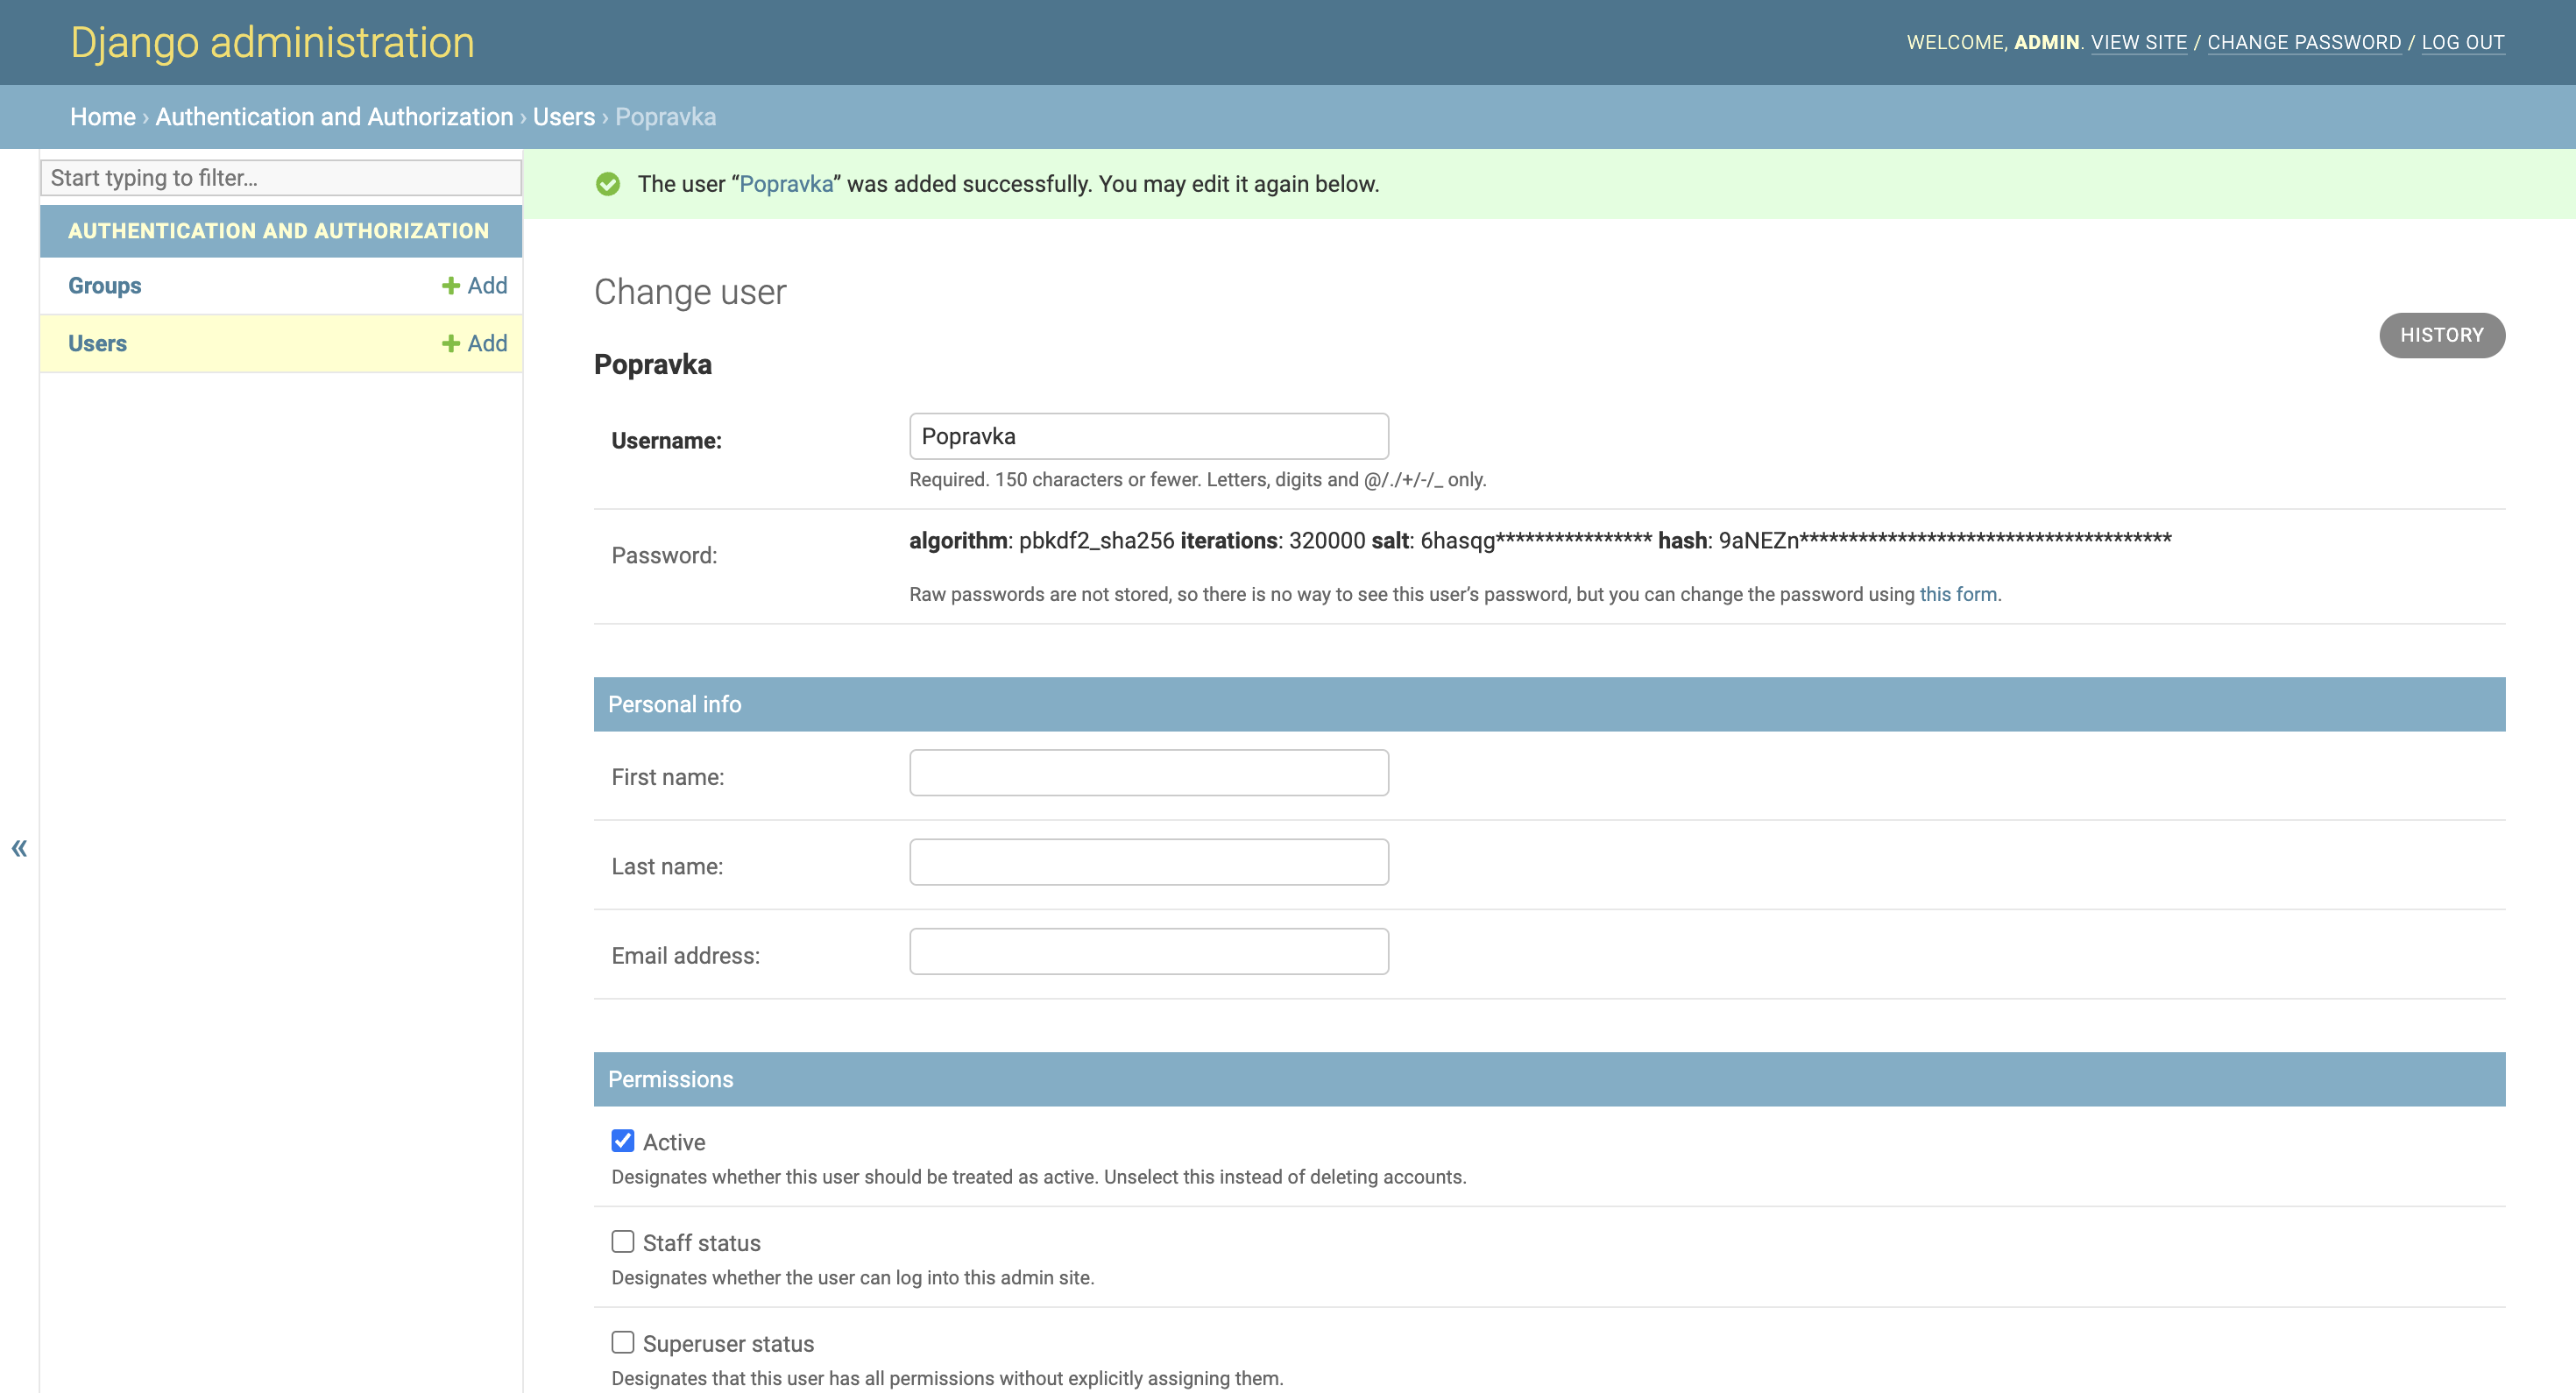 Django administration
WELCOME, ADMIN. VIEW SITE / CHANGE PASSWORD / LOG OUT
Home › Authentication and Authorization › Users › Popravka
Start typing to filter...
AUTHENTICATION AND AUTHORIZATION
Groups + Add
Users + Add
«
The user “Popravka” was added successfully. You may edit it again below.
Change user
HISTORY
Popravka
Username: Popravka
Required. 150 characters or fewer. Letters, digits and @/./+/-/_ only.
Password: algorithm: pbkdf2_sha256 iterations: 320000 salt: 6hasqg**************** hash: 9aNEZn**************************************
Raw passwords are not stored, so there is no way to see this user’s password, but you can change the password using this form.
Personal info
First name:
Last name:
Email address:
Permissions
Active
Designates whether this user should be treated as active. Unselect this instead of deleting accounts.
Staff status
Designates whether the user can log into this admin site.
Superuser status
Designates that this user has all permissions without explicitly assigning them.